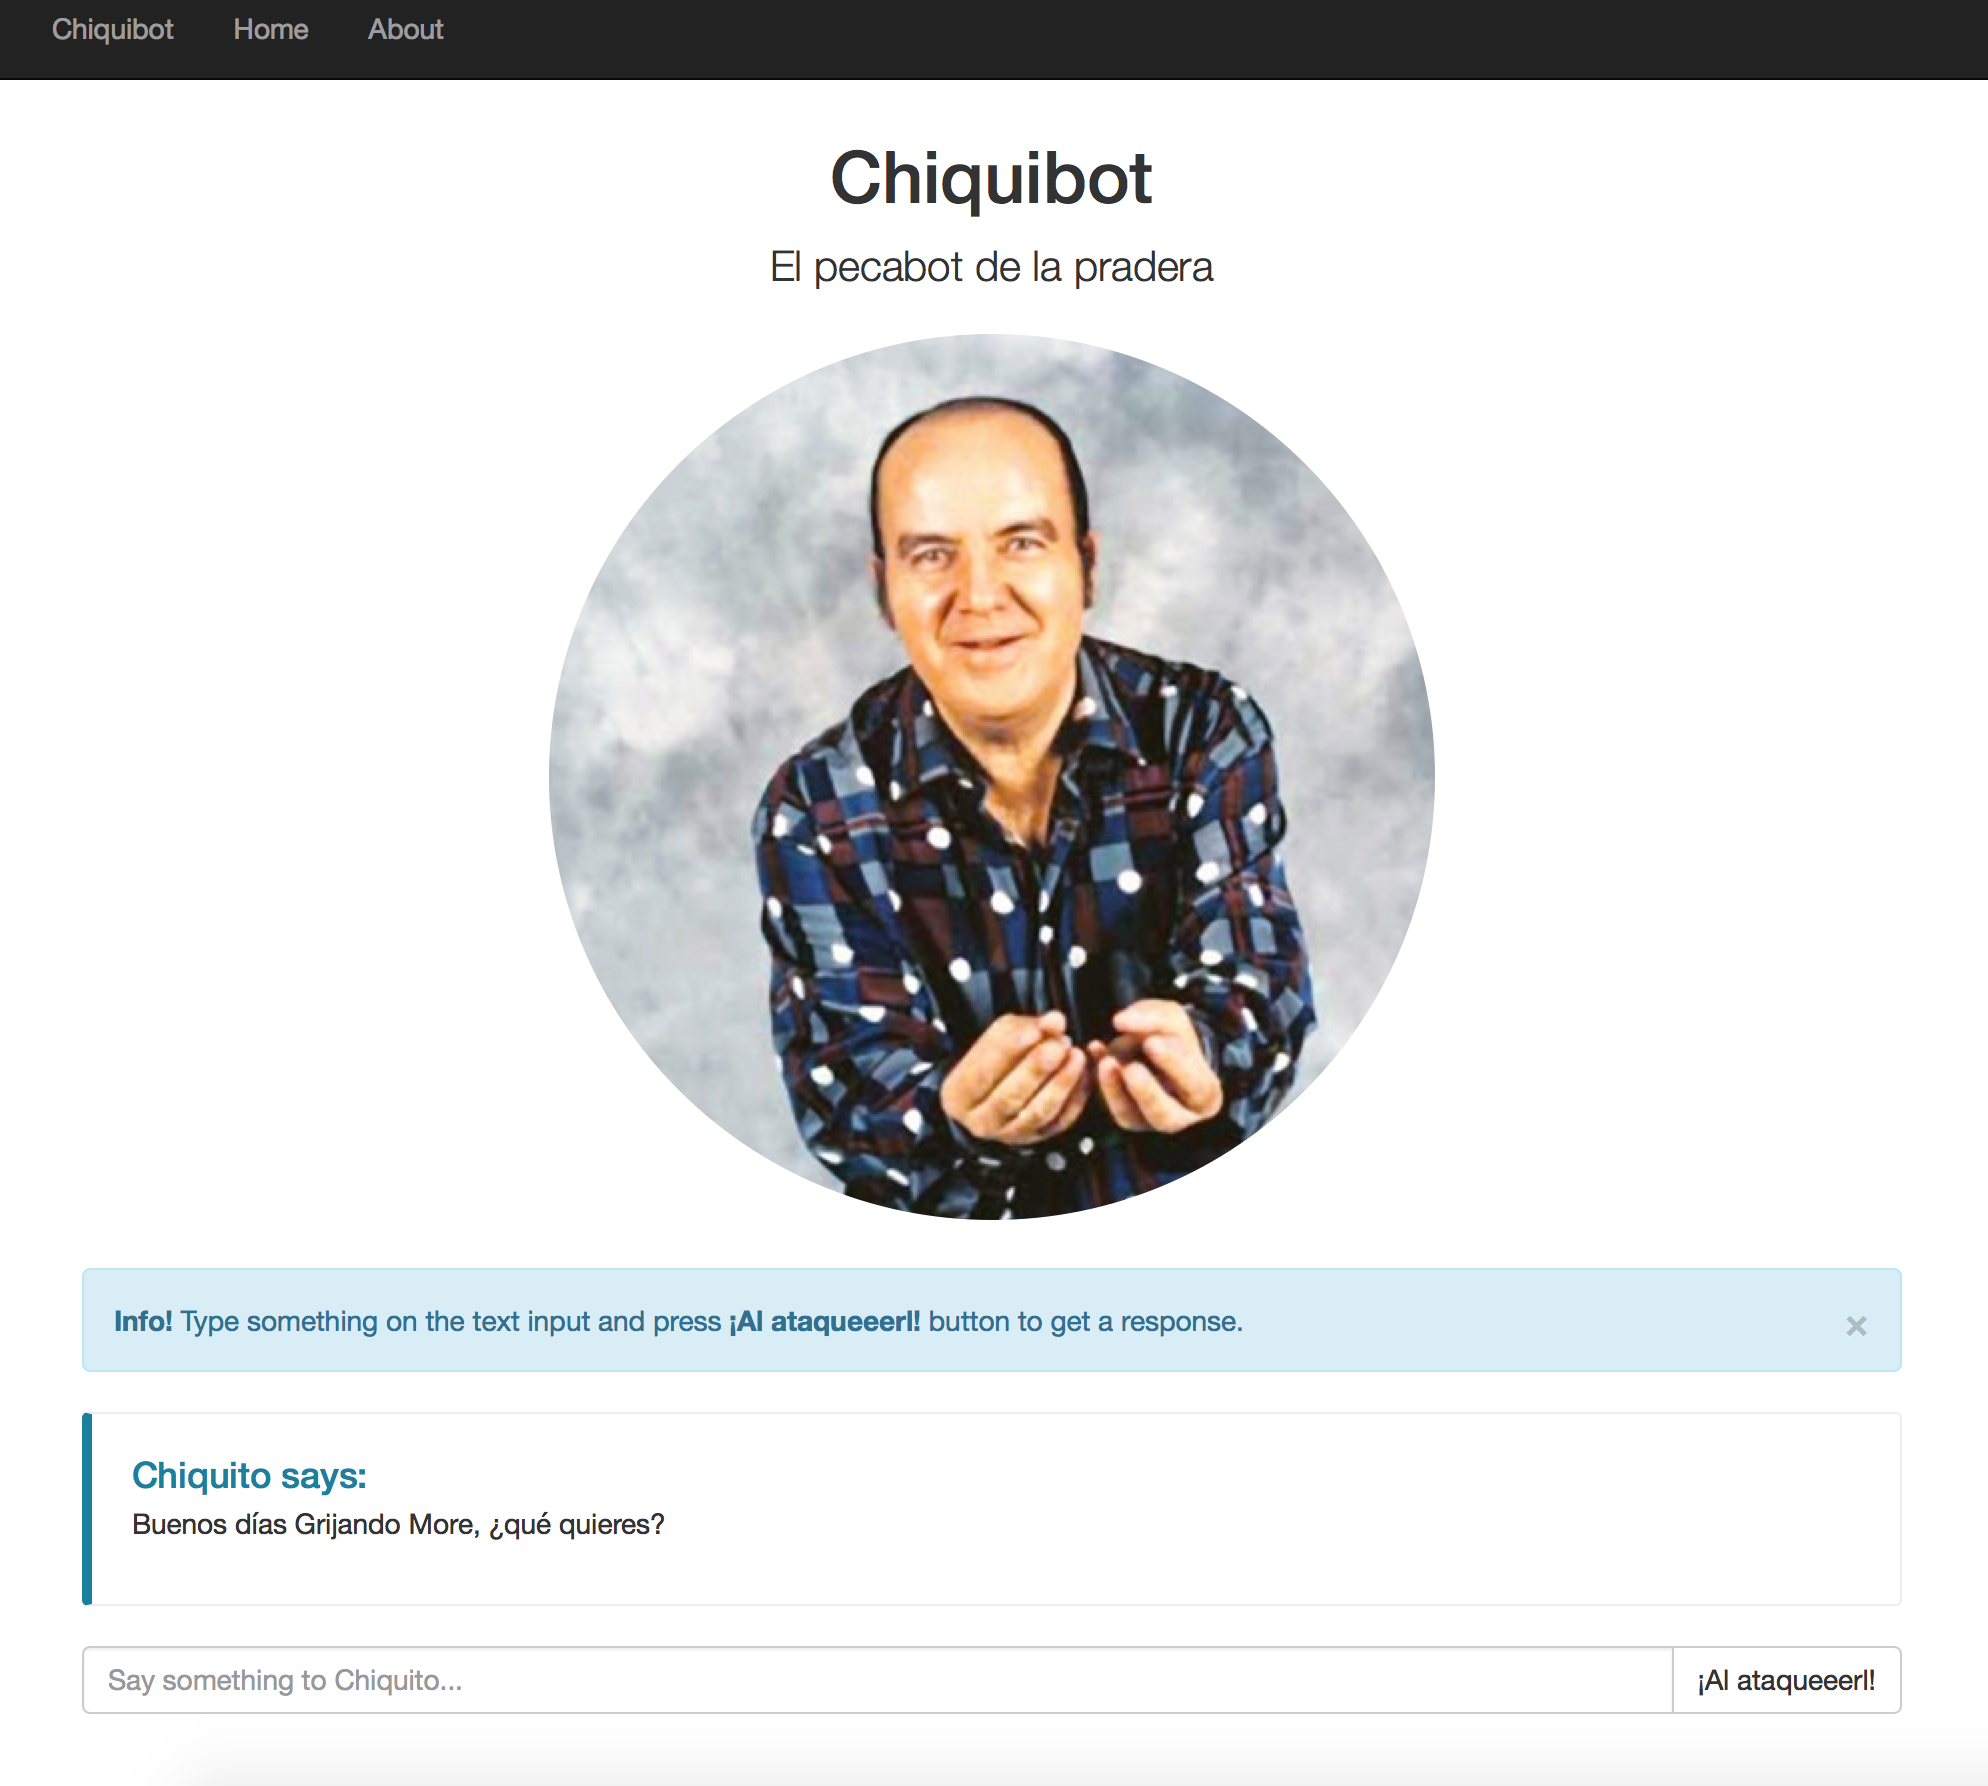 Chiquibot Home About
Chiquibot
El pecabot de la pradera
Info! Type something on the text input and press ¡Al ataqueeerl! button to get a response. ×
Chiquito says:
Buenos días Grijando More, ¿qué quieres?
Say something to Chiquito... ¡Al ataqueeerl!